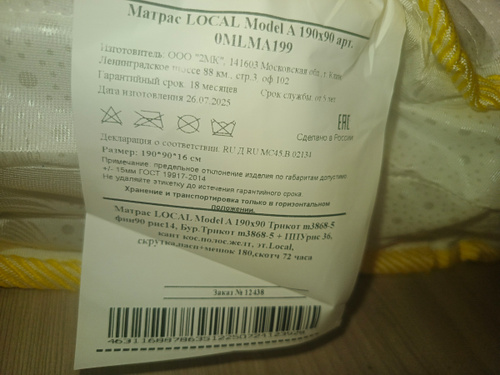 Матрас LOCAL Model A 190х90 арт.
0MLMA199
Изготовитель: ООО "2МК", 141603 Московская обл., г. Клин,
Ленинградское шоссе 88 км., стр.3, оф.102
Гарантийный срок 18 месяцев
Срок службы от 5 лет
Дата изготовления 26.07.2025
EAC
Сделано в России
Декларация о соответствии: RU Д.RU МС45.В.02134
Размер: 190*90*16 см
Примечание: предельное отклонение изделия по габаритам допустимо
+/- 15мм ГОСТ 19917-2014
Не удаляйте этикетку до истечения гарантийного срока.
Хранение и транспортировка только в горизонтальном
положении.
Матрас LOCAL Model A 190х90 Трикот m3868-5
рис14, Бур.Трикот m3868-5 + ППУрис 36,
кант кос.полос.желт, эт.Local,
скрутка, 180,скотч 72 часа
Заказ № 12438